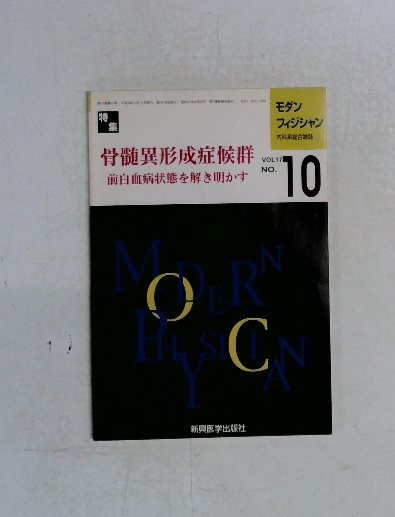 特集
モダン
フィジシャン
内科系総合雑誌
骨髄異形成症候群
前白血病状態を解き明かす
VOL17
NO.
10
MODERN
PHYSICIAN
新興医学出版社